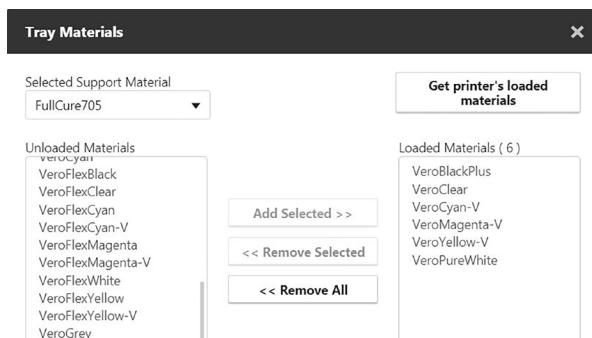 Tray Materials
Selected Support Material
FullCure705
Get printer's loaded
materials
Unloaded Materials
VeroCyan
VeroFlexBlack
VeroFlexClear
VeroFlexCyan
VeroFlexCyan-V
VeroFlexMagenta
VeroFlexMagenta-V
VeroFlexWhite
VeroFlexYellow
VeroFlexYellow-V
VeroGrey
Add Selected >>
<< Remove Selected
<< Remove All
Loaded Materials ( 6 )
VeroBlackPlus
VeroClear
VeroCyan-V
VeroMagenta-V
VeroYellow-V
VeroPureWhite